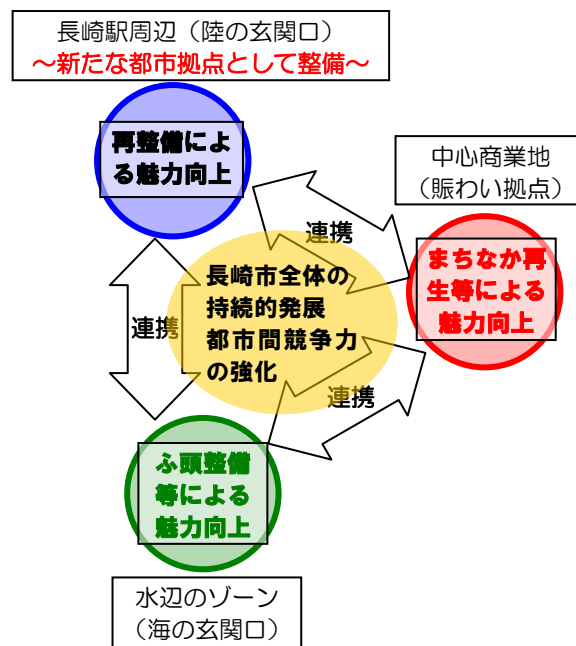 長崎駅周辺（陸の玄関口）
～新たな都市拠点として整備～
再整備によ
る魅力向上
中心商業地
（賑わい拠点）
連携
まちなか再
生等による
魅力向上
長崎市全体の
持続的発展
都市間競争力
の強化
連携
連携
ふ頭整備
等による
魅力向上
水辺のゾーン
（海の玄関口）